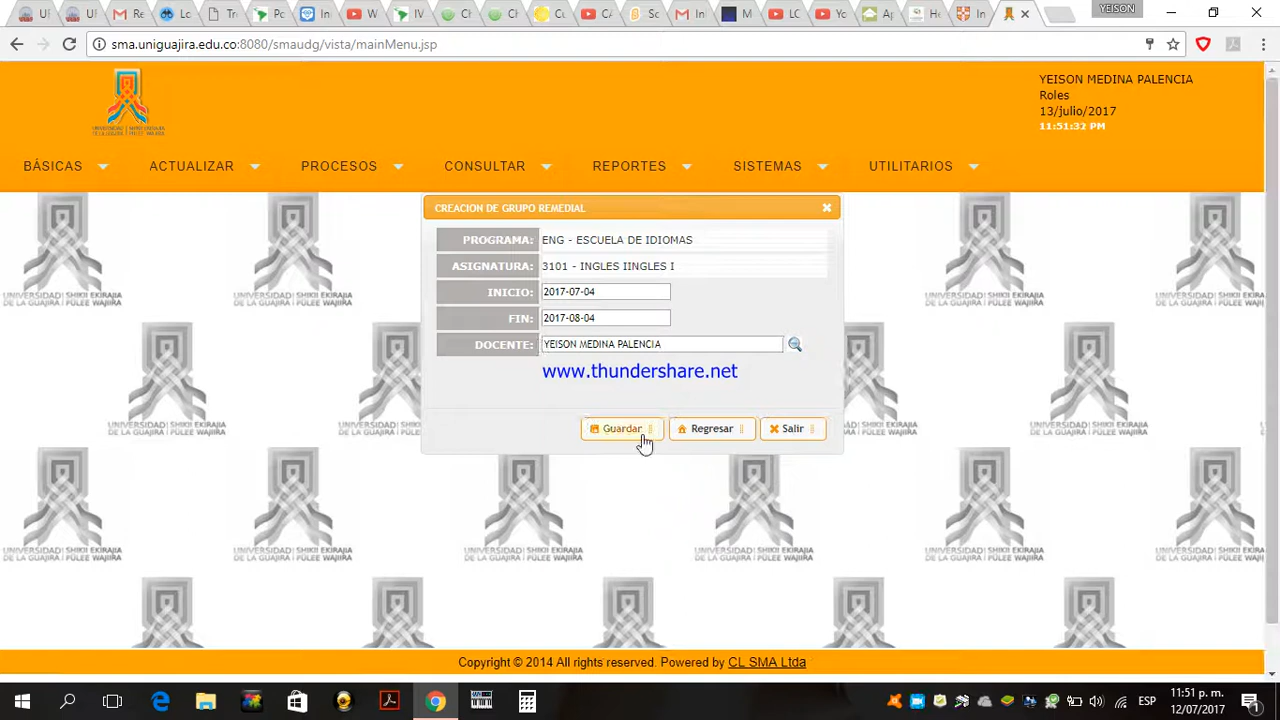 YEISON
sma.uniguajira.edu.co:8080/smaudg/vista/mainMenu.jsp
YEISON MEDINA PALENCIA
Roles
13/julio/2017
11:51:32 PM
BÁSICAS ACTUALIZAR PROCESOS CONSULTAR REPORTES SISTEMAS UTILITARIOS
CREACION DE GRUPO REMEDIAL
PROGRAMA: ENG - ESCUELA DE IDIOMAS
ASIGNATURA: 3101 - INGLES IINGLES I
INICIO: 2017-07-04
FIN: 2017-08-04
DOCENTE: YEISON MEDINA PALENCIA
www.thundershare.net
Guardar Regresar Salir
Copyright © 2014 All rights reserved. Powered by CL SMA Ltda
ESP
11:51 p. m.
12/07/2017